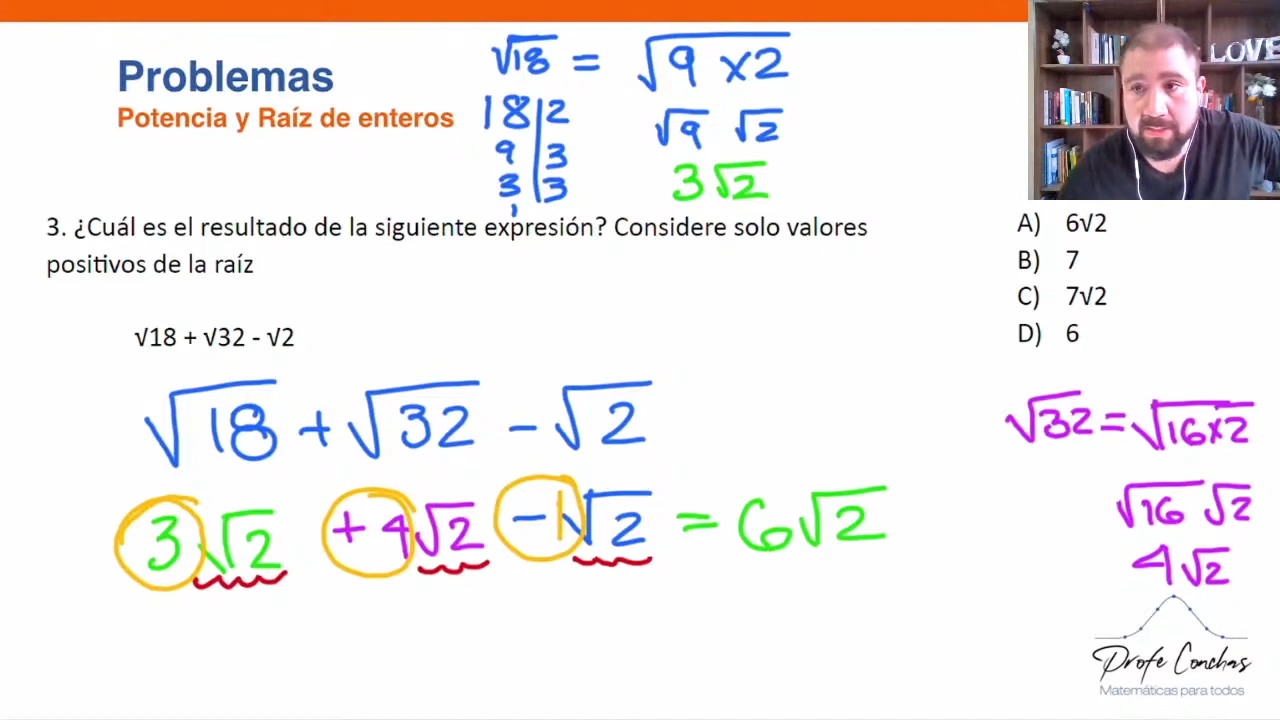 Problemas
Potencia y Raíz de enteros
√18 = √9 x 2
18 | 2
9 | 3
3 | 3
1
√9 √2
3√2
LOVE
3. ¿Cuál es el resultado de la siguiente expresión? Considere solo valores
positivos de la raíz
√18 + √32 - √2
A) 6√2
B) 7
C) 7√2
D) 6
√18 + √32 - √2
3√2 + 4√2 - 1√2 = 6√2
√32 = √16x2
√16 √2
4√2
Profe Conchas
Matemáticas para todos